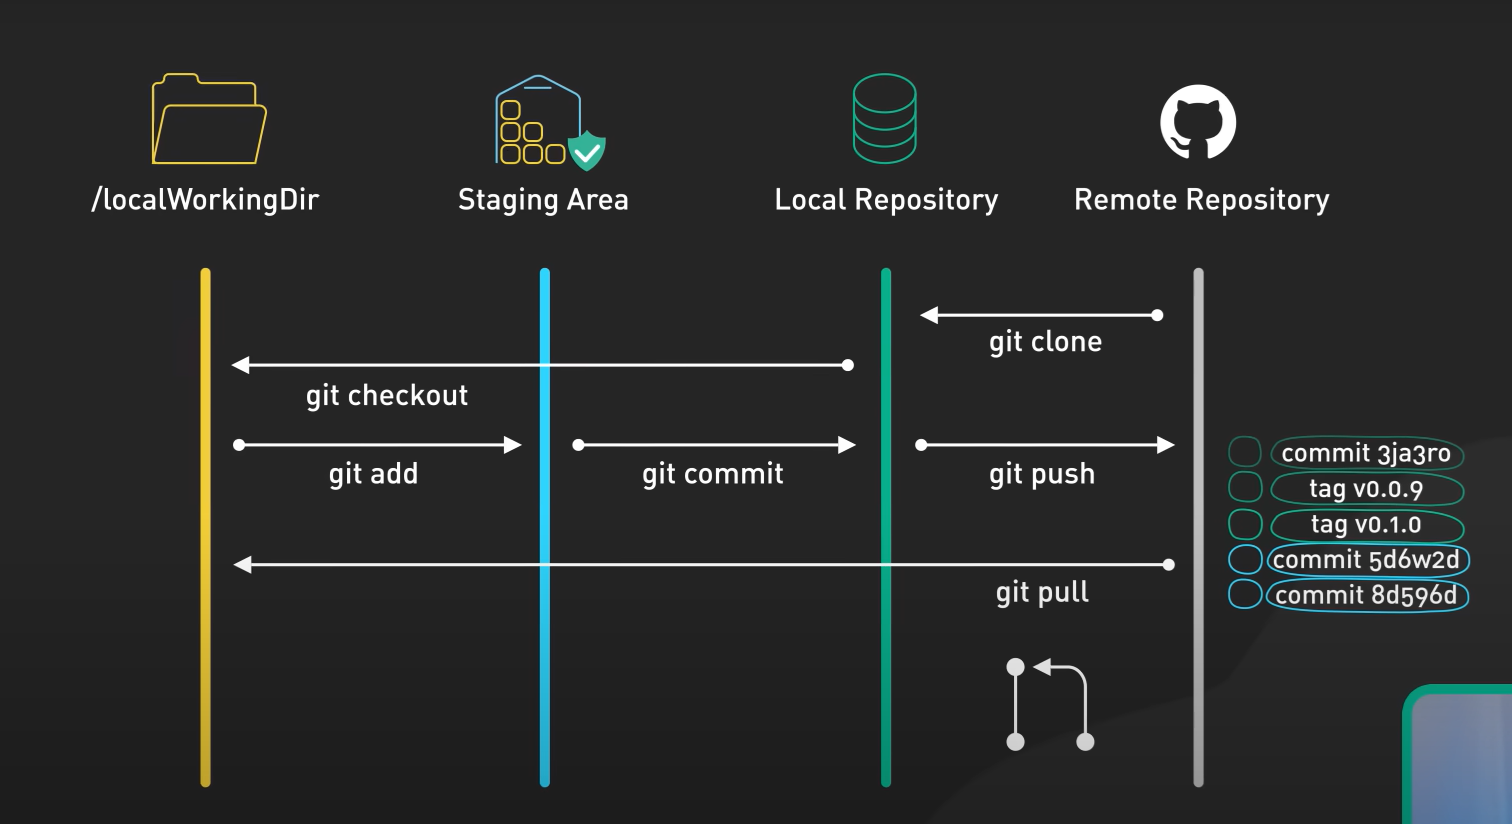 /localWorkingDir
Staging Area
Local Repository
Remote Repository
git clone
git checkout
git add
git commit
git push
commit 3ja3ro
tag v0.0.9
tag v0.1.0
commit 5d6w2d
commit 8d596d
git pull